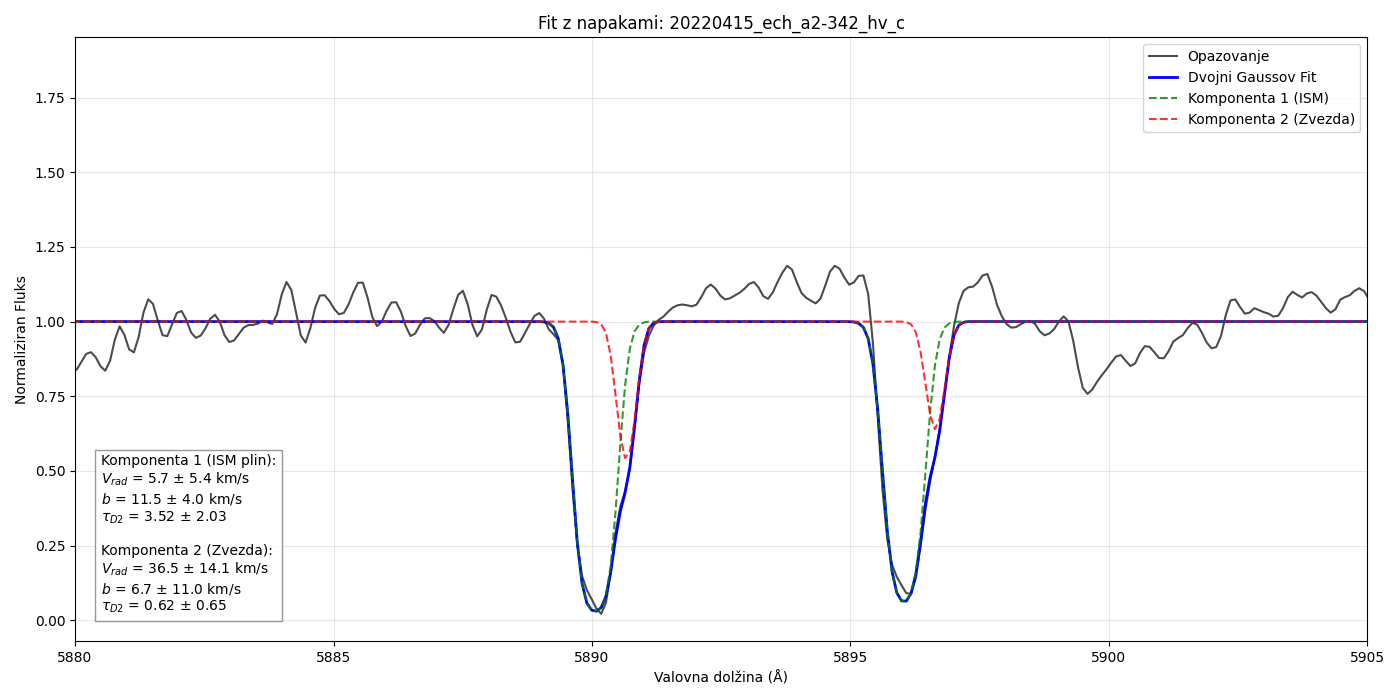 Fit z napakami: 20220415_ech_a2-342_hv_c
Normaliziran Fluks
1.75
1.50
1.25
1.00
0.75
0.50
0.25
0.00
Opazovanje
Dvojni Gaussov Fit
Komponenta 1 (ISM)
Komponenta 2 (Zvezda)
Komponenta 1 (ISM plin):
V_rad = 5.7 ± 5.4 km/s
b = 11.5 ± 4.0 km/s
τ_D2 = 3.52 ± 2.03
Komponenta 2 (Zvezda):
V_rad = 36.5 ± 14.1 km/s
b = 6.7 ± 11.0 km/s
τ_D2 = 0.62 ± 0.65
5880 5885 5890 5895 5900 5905
Valovna dolžina (Å)